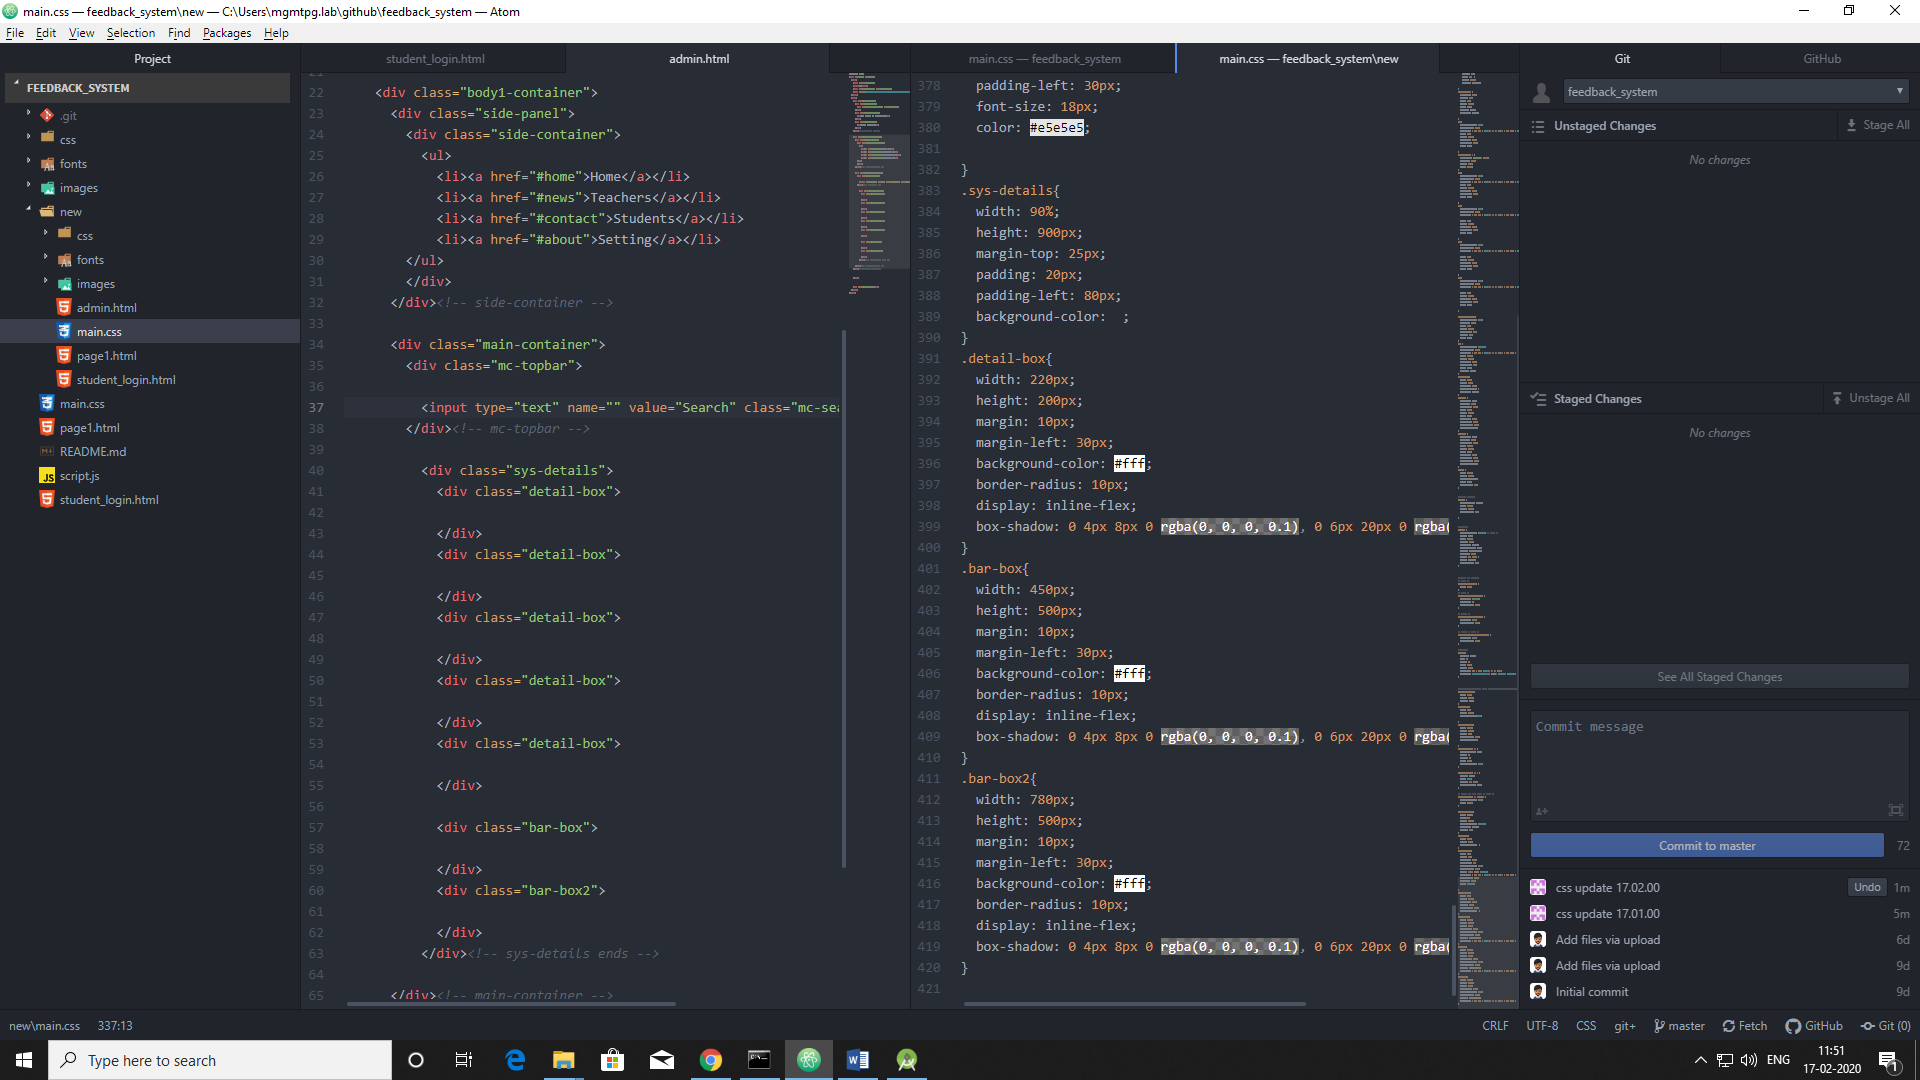 main.css — feedback_system\new — C:\Users\mgmtpg.lab\github\feedback_system — Atom
File Edit View Selection Find Packages Help
Project
FEEDBACK_SYSTEM
.git
css
fonts
images
new
css
fonts
images
admin.html
main.css
page1.html
student_login.html
main.css
page1.html
README.md
JS script.js
student_login.html
student_login.html admin.html
22 <div class="body1-container">
23 <div class="side-panel">
24 <div class="side-container">
25 <ul>
26 <li><a href="#home">Home</a></li>
27 <li><a href="#news">Teachers</a></li>
28 <li><a href="#contact">Students</a></li>
29 <li><a href="#about">Setting</a></li>
30 </ul>
31 </div>
32 </div><!-- side-container -->
33
34 <div class="main-container">
35 <div class="mc-topbar">
36
37 <input type="text" name="" value="Search" class="mc-sea
38 </div><!-- mc-topbar -->
39
40 <div class="sys-details">
41 <div class="detail-box">
42
43 </div>
44 <div class="detail-box">
45
46 </div>
47 <div class="detail-box">
48
49 </div>
50 <div class="detail-box">
51
52 </div>
53 <div class="detail-box">
54
55 </div>
56
57 <div class="bar-box">
58
59 </div>
60 <div class="bar-box2">
61
62 </div>
63 </div><!-- sys-details ends -->
64
65 </div><!-- main-container -->
main.css — feedback_system main.css — feedback_system\new
378 padding-left: 30px;
379 font-size: 18px;
380 color: #e5e5e5;
381
382 }
383 .sys-details{
384 width: 90%;
385 height: 900px;
386 margin-top: 25px;
387 padding: 20px;
388 padding-left: 80px;
389 background-color:  ;
390 }
391 .detail-box{
392 width: 220px;
393 height: 200px;
394 margin: 10px;
395 margin-left: 30px;
396 background-color: #fff;
397 border-radius: 10px;
398 display: inline-flex;
399 box-shadow: 0 4px 8px 0 rgba(0, 0, 0, 0.1), 0 6px 20px 0 rgba(
400 }
401 .bar-box{
402 width: 450px;
403 height: 500px;
404 margin: 10px;
405 margin-left: 30px;
406 background-color: #fff;
407 border-radius: 10px;
408 display: inline-flex;
409 box-shadow: 0 4px 8px 0 rgba(0, 0, 0, 0.1), 0 6px 20px 0 rgba(
410 }
411 .bar-box2{
412 width: 780px;
413 height: 500px;
414 margin: 10px;
415 margin-left: 30px;
416 background-color: #fff;
417 border-radius: 10px;
418 display: inline-flex;
419 box-shadow: 0 4px 8px 0 rgba(0, 0, 0, 0.1), 0 6px 20px 0 rgba(
420 }
421
Git GitHub
feedback_system
Unstaged Changes Stage All
No changes
Staged Changes Unstage All
No changes
See All Staged Changes
Commit message
Commit to master 72
css update 17.02.00 Undo 1m
css update 17.01.00 5m
Add files via upload 6d
Add files via upload 9d
Initial commit 9d
new\main.css 337:13 CRLF UTF-8 CSS git+ master Fetch GitHub Git (0)
Type here to search ENG 11:51
17-02-2020 1